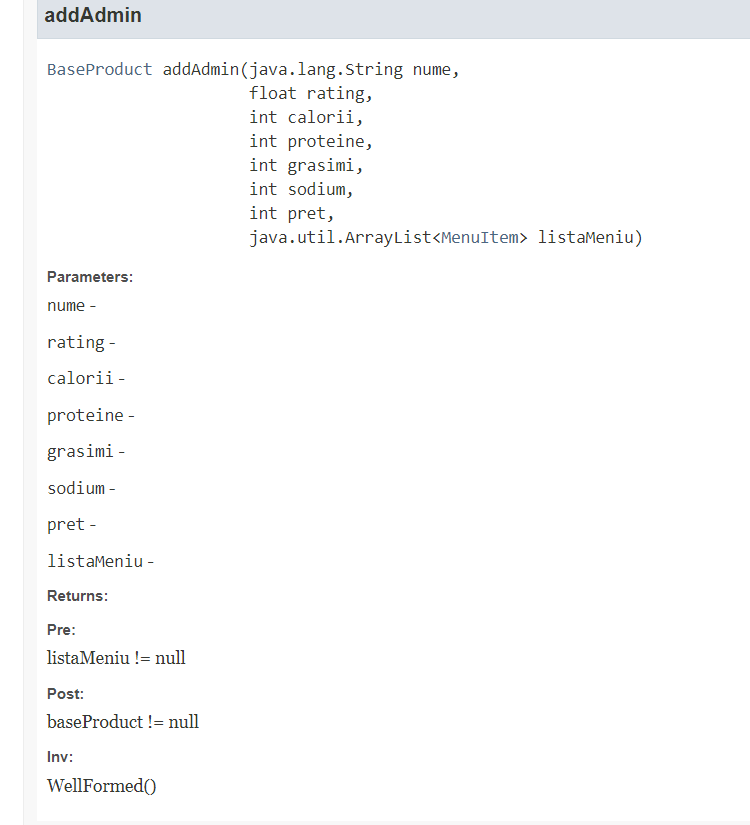 addAdmin
BaseProduct addAdmin(java.lang.String nume,
float rating,
int calorii,
int proteine,
int grasimi,
int sodium,
int pret,
java.util.ArrayList<MenuItem> listaMeniu)
Parameters:
nume -
rating -
calorii -
proteine -
grasimi -
sodium -
pret -
listaMeniu -
Returns:
Pre:
listaMeniu != null
Post:
baseProduct != null
Inv:
WellFormed()